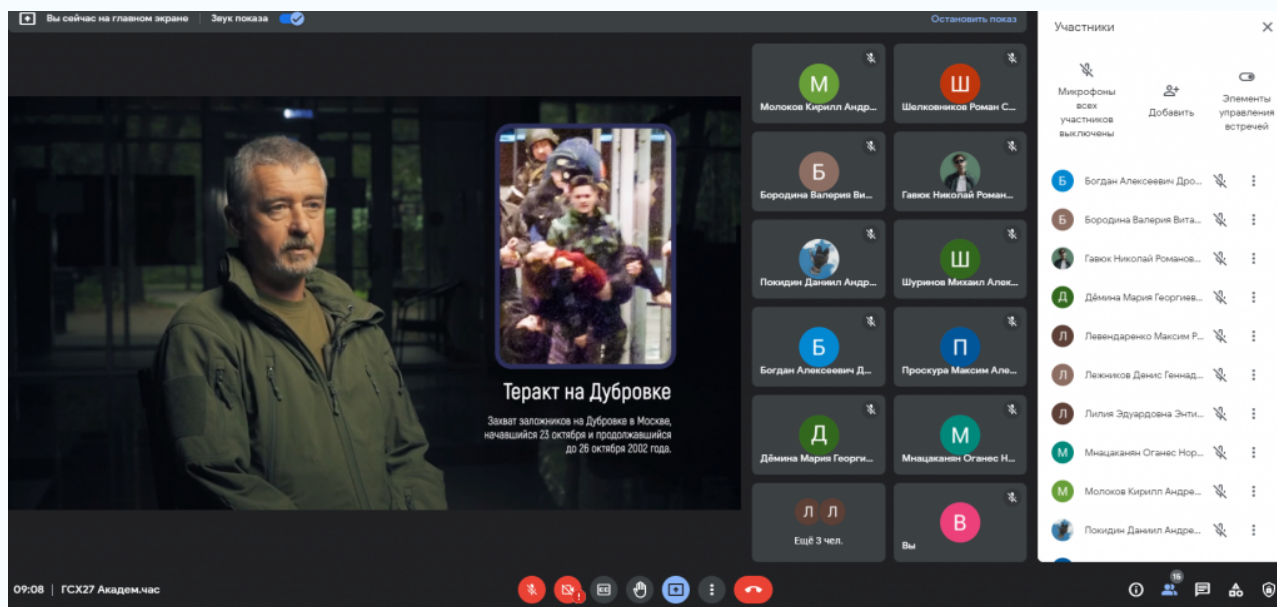 Вы сейчас на главном экране
Звук показа
Остановить показ
Теракт на Дубровке
Захват заложников на Дубровке в Москве,
начавшийся 23 октября и продолжавшийся
до 26 октября 2002 года.
М
Молоков Кирилл Андр...
Ш
Шелковников Роман С...
Б
Бородина Валерия Ви...
Гавюк Николай Роман...
Покидин Даниил Андр...
Ш
Шуринов Михаил Алек...
Б
Богдан Алексеевич Д...
П
Проскура Максим Але...
Д
Дёмина Мария Георги...
М
Мнацаканян Оганес Н...
Л Л
Ещё 3 чел.
В
Вы
Участники
Микрофоны
всех
участников
выключены
Добавить
Элементы
управления
встречей
Б Богдан Алексеевич Дро...
Б Бородина Валерия Вита...
Гавюк Николай Романов...
Д Дёмина Мария Георгиев...
Л Левендаренко Максим Р...
Л Лежников Денис Геннад...
Л Лилия Эдуардовна Энти...
М Мнацаканян Оганес Нор...
М Молоков Кирилл Андре...
Покидин Даниил Андре...
09:08 | ГСХ27 Академ.час
CC
16